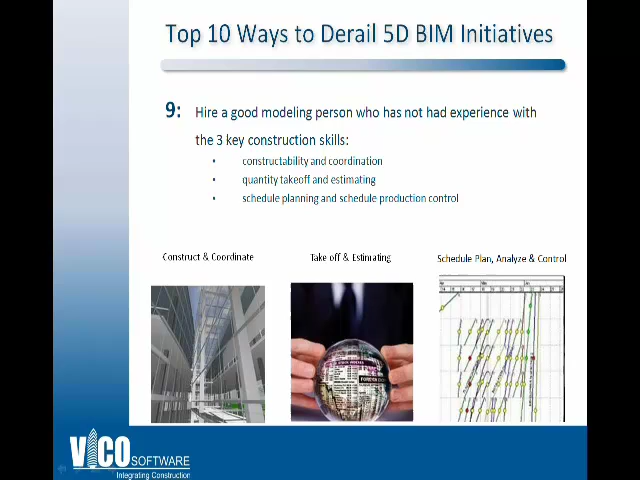 Top 10 Ways to Derail 5D BIM Initiatives
9: Hire a good modeling person who has not had experience with
the 3 key construction skills:
• constructability and coordination
• quantity takeoff and estimating
• schedule planning and schedule production control
Construct & Coordinate
Take off & Estimating
Schedule Plan, Analyze & Control
FOREIGN
VICO SOFTWARE
Integrating Construction